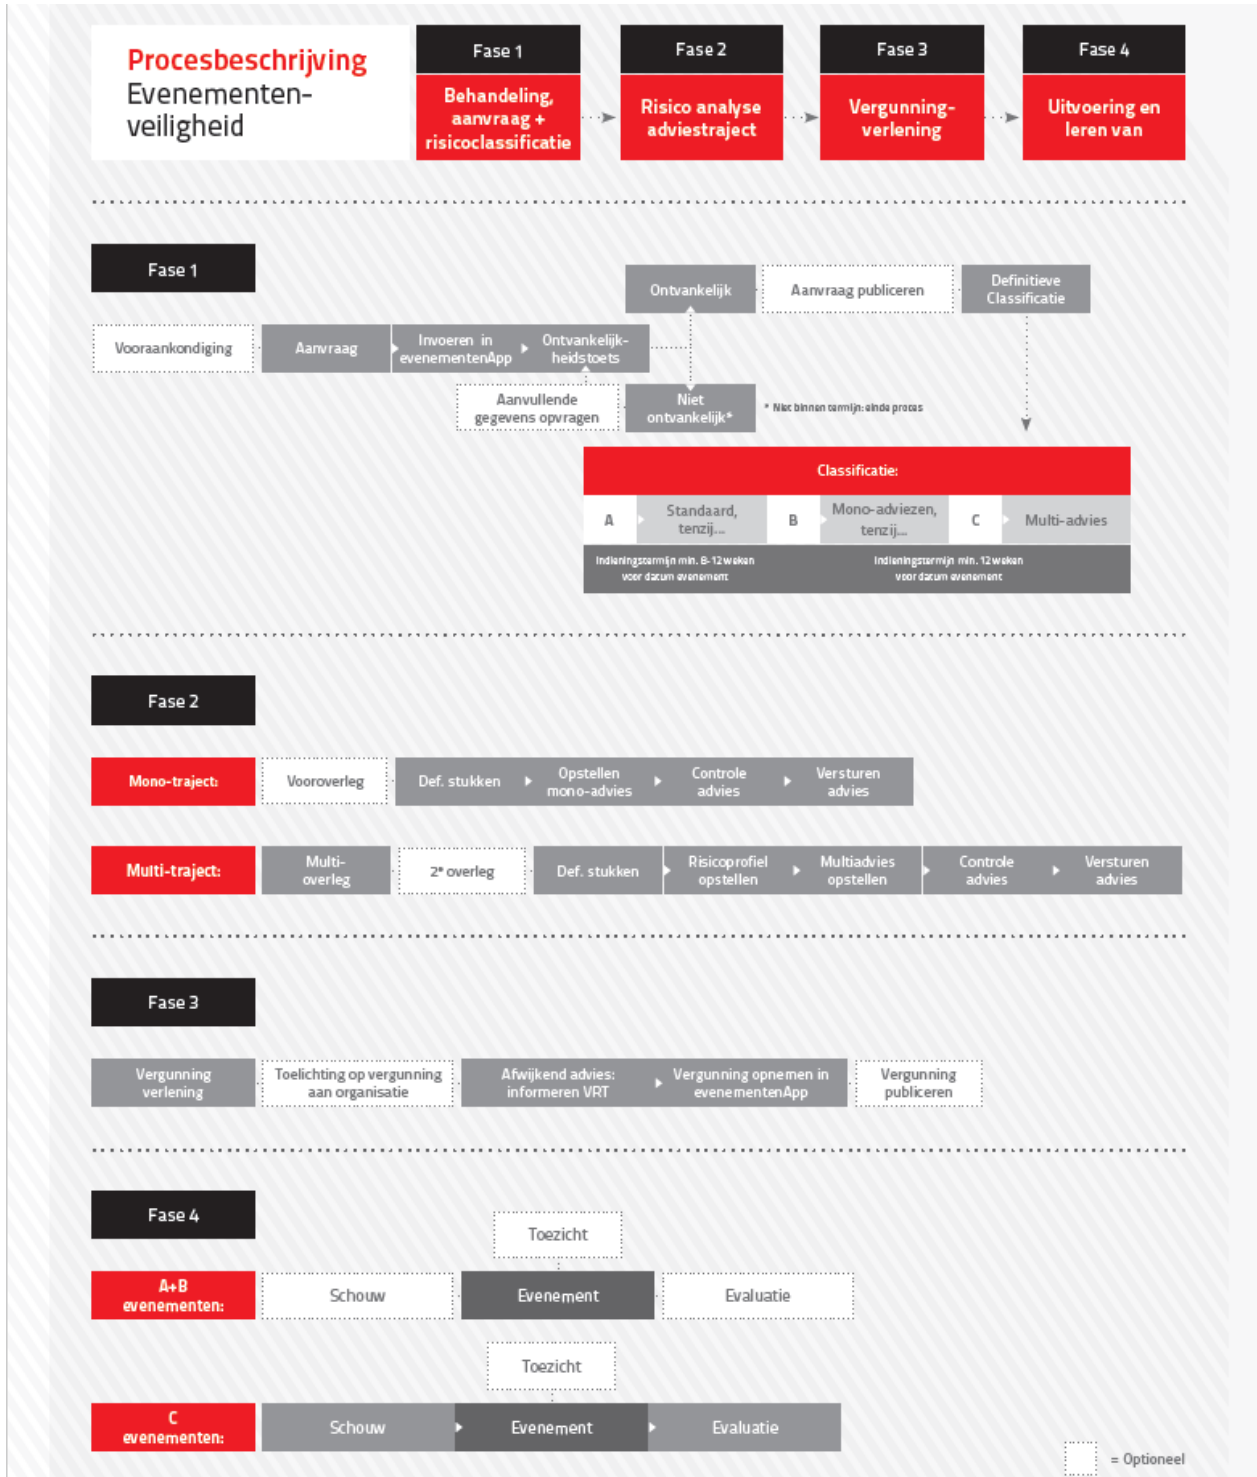 Procesbeschrijving
Evenementen-
veiligheid
Fase 1
Behandeling,
aanvraag +
risicoclassificatie
Fase 2
Risico analyse
adviestraject
Fase 3
Vergunning-
verlening
Fase 4
Uitvoering en
leren van
Fase 1
Ontvankelijk
Aanvraag publiceren
Definitieve
Classificatie
Vooraankondiging
Aanvraag
Invoeren in
evenementenApp
Ontvankelijk-
heidstoets
Aanvullende
gegevens opvragen
Niet
ontvankelijk*
* Niet binnen termijn: einde proces
Classificatie:
A
Standaard,
tenzij...
B
Mono-adviezen,
tenzij...
C
Multi-advies
Indieningstermijn min. 8-12 weken
voor datum evenement
Indieningstermijn min. 12 weken
voor datum evenement
Fase 2
Mono-traject:
Vooroverleg
Def. stukken
Opstellen
mono-advies
Controle
advies
Versturen
advies
Multi-traject:
Multi-
overleg
2e overleg
Def. stukken
Risicoprofiel
opstellen
Multiadvies
opstellen
Controle
advies
Versturen
advies
Fase 3
Vergunning
verlening
Toelichting op vergunning
aan organisatie
Afwijkend advies:
informeren VRT
Vergunning opnemen in
evenementenApp
Vergunning
publiceren
Fase 4
Toezicht
A+B
evenementen:
Schouw
Evenement
Evaluatie
Toezicht
C
evenementen:
Schouw
Evenement
Evaluatie
= Optioneel